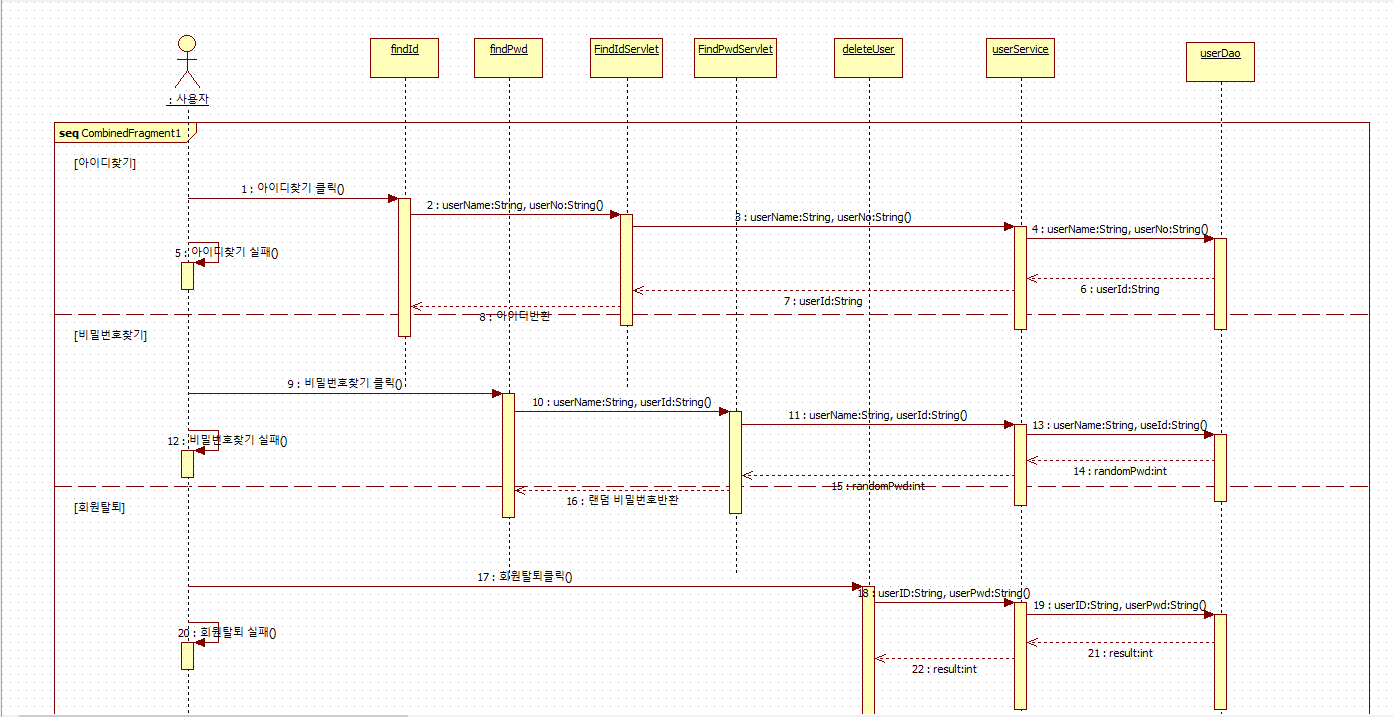 findId
findPwd
FindIdServlet
FindPwdServlet
deleteUser
userService
userDao
: 사용자
seq CombinedFragment1
[아이디찾기]
1 : 아이디찾기 클릭()
2 : userName:String, userNo:String()
3 : userName:String, userNo:String()
4 : userName:String, userNo:String()
5 : 아이디찾기 실패()
6 : userId:String
7 : userId:String
8 : 아이디반환
[비밀번호찾기]
9 : 비밀번호찾기 클릭()
10 : userName:String, userId:String()
11 : userName:String, userId:String()
13 : userName:String, useId:String()
12 : 비밀번호찾기 실패()
14 : randomPwd:int
15 : randomPwd:int
16 : 랜덤 비밀번호반환
[회원탈퇴]
17 : 회원탈퇴클릭()
18 : userID:String, userPwd:String()
19 : userID:String, userPwd:String()
20 : 회원탈퇴 실패()
21 : result:int
22 : result:int